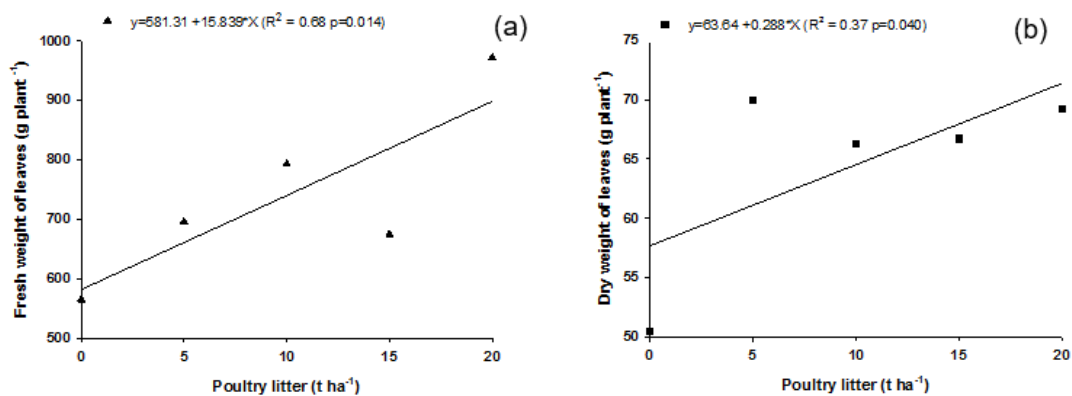 y=581.31 +15.839*X (R² = 0.68 p=0.014)
(a)
Fresh weight of leaves (g plant⁻¹)
1000
900
800
700
600
500
0 5 10 15 20
Poultry litter (t ha⁻¹)
y=63.64 +0.288*X (R² = 0.37 p=0.040)
(b)
Dry weight of leaves (g plant⁻¹)
75
70
65
60
55
50
0 5 10 15 20
Poultry litter (t ha⁻¹)